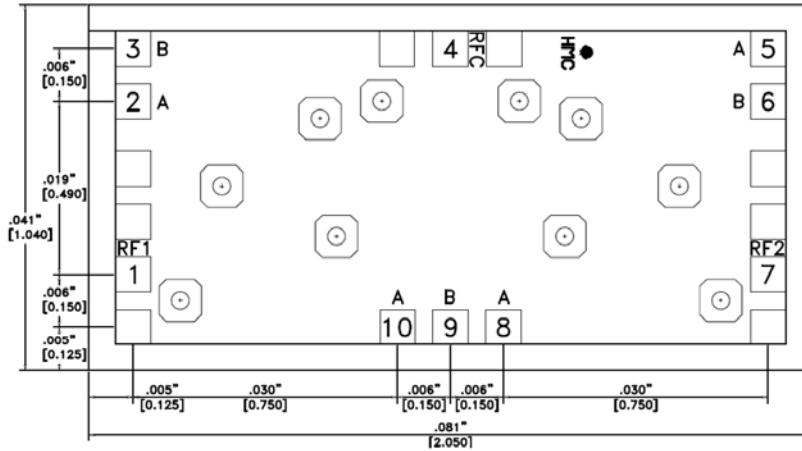 3 B
4
RFC
HMC
A 5
.006"
[0.150]
2 A
B 6
.019"
[0.490]
.041"
[1.040]
RF1
RF2
1
7
.006"
[0.150]
A B A
10 9 8
.005"
[0.125]
.005"
[0.125]
.030"
[0.750]
.006"
[0.150]
.006"
[0.150]
.030"
[0.750]
.081"
[2.050]